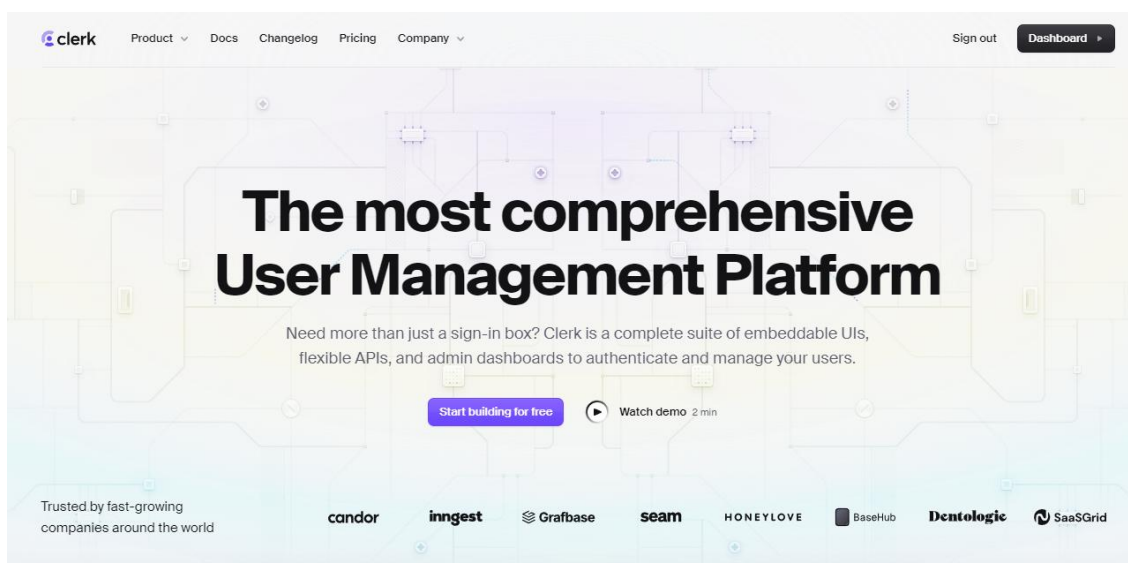 clerk Product Docs Changelog Pricing Company Sign out Dashboard
The most comprehensive
User Management Platform
Need more than just a sign-in box? Clerk is a complete suite of embeddable UIs,
flexible APIs, and admin dashboards to authenticate and manage your users.
Start building for free Watch demo 2 min
Trusted by fast-growing
companies around the world
candor inngest Grafbase seam HONEYLOVE BaseHub Dentologie SaaSGrid